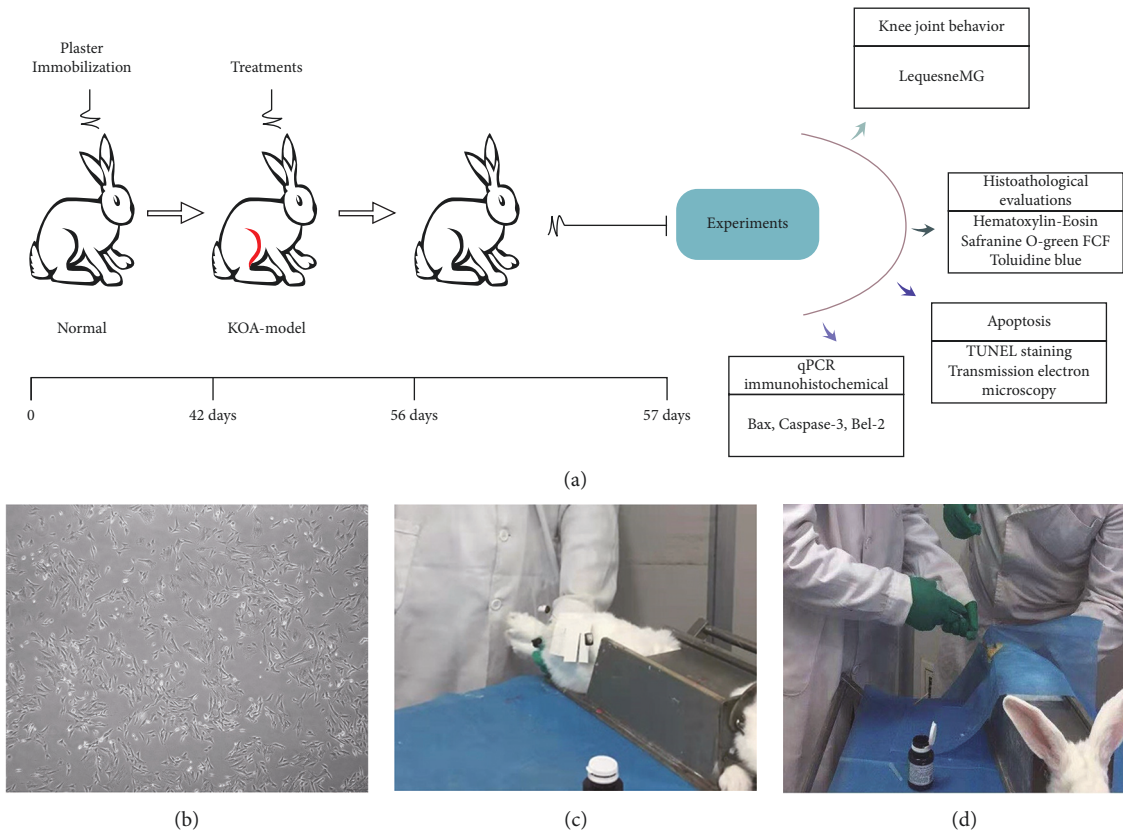 Plaster
Immobilization
Treatments
Normal
KOA-model
0
42 days
56 days
57 days
Experiments
Knee joint behavior
LequesneMG
Histoathological
evaluations
Hematoxylin-Eosin
Safranine O-green FCF
Toluidine blue
Apoptosis
TUNEL staining
Transmission electron
microscopy
qPCR
immunohistochemical
Bax, Caspase-3, Bel-2
(a)
(b)
(c)
(d)